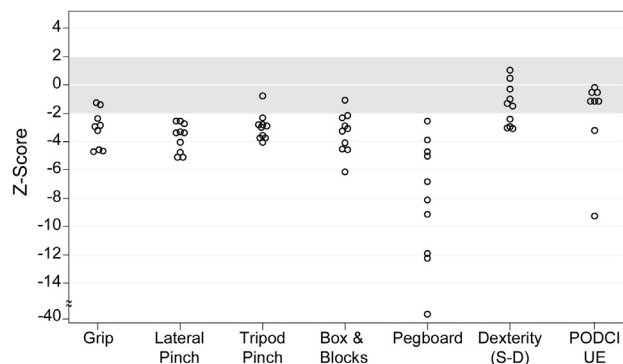 4
2
0
-2
-4
-6
-8
-10
-12
-14
≈
-40
Z-Score
Grip
Lateral
Pinch
Tripod
Pinch
Box &
Blocks
Pegboard
Dexterity
(S-D)
PODCI
UE